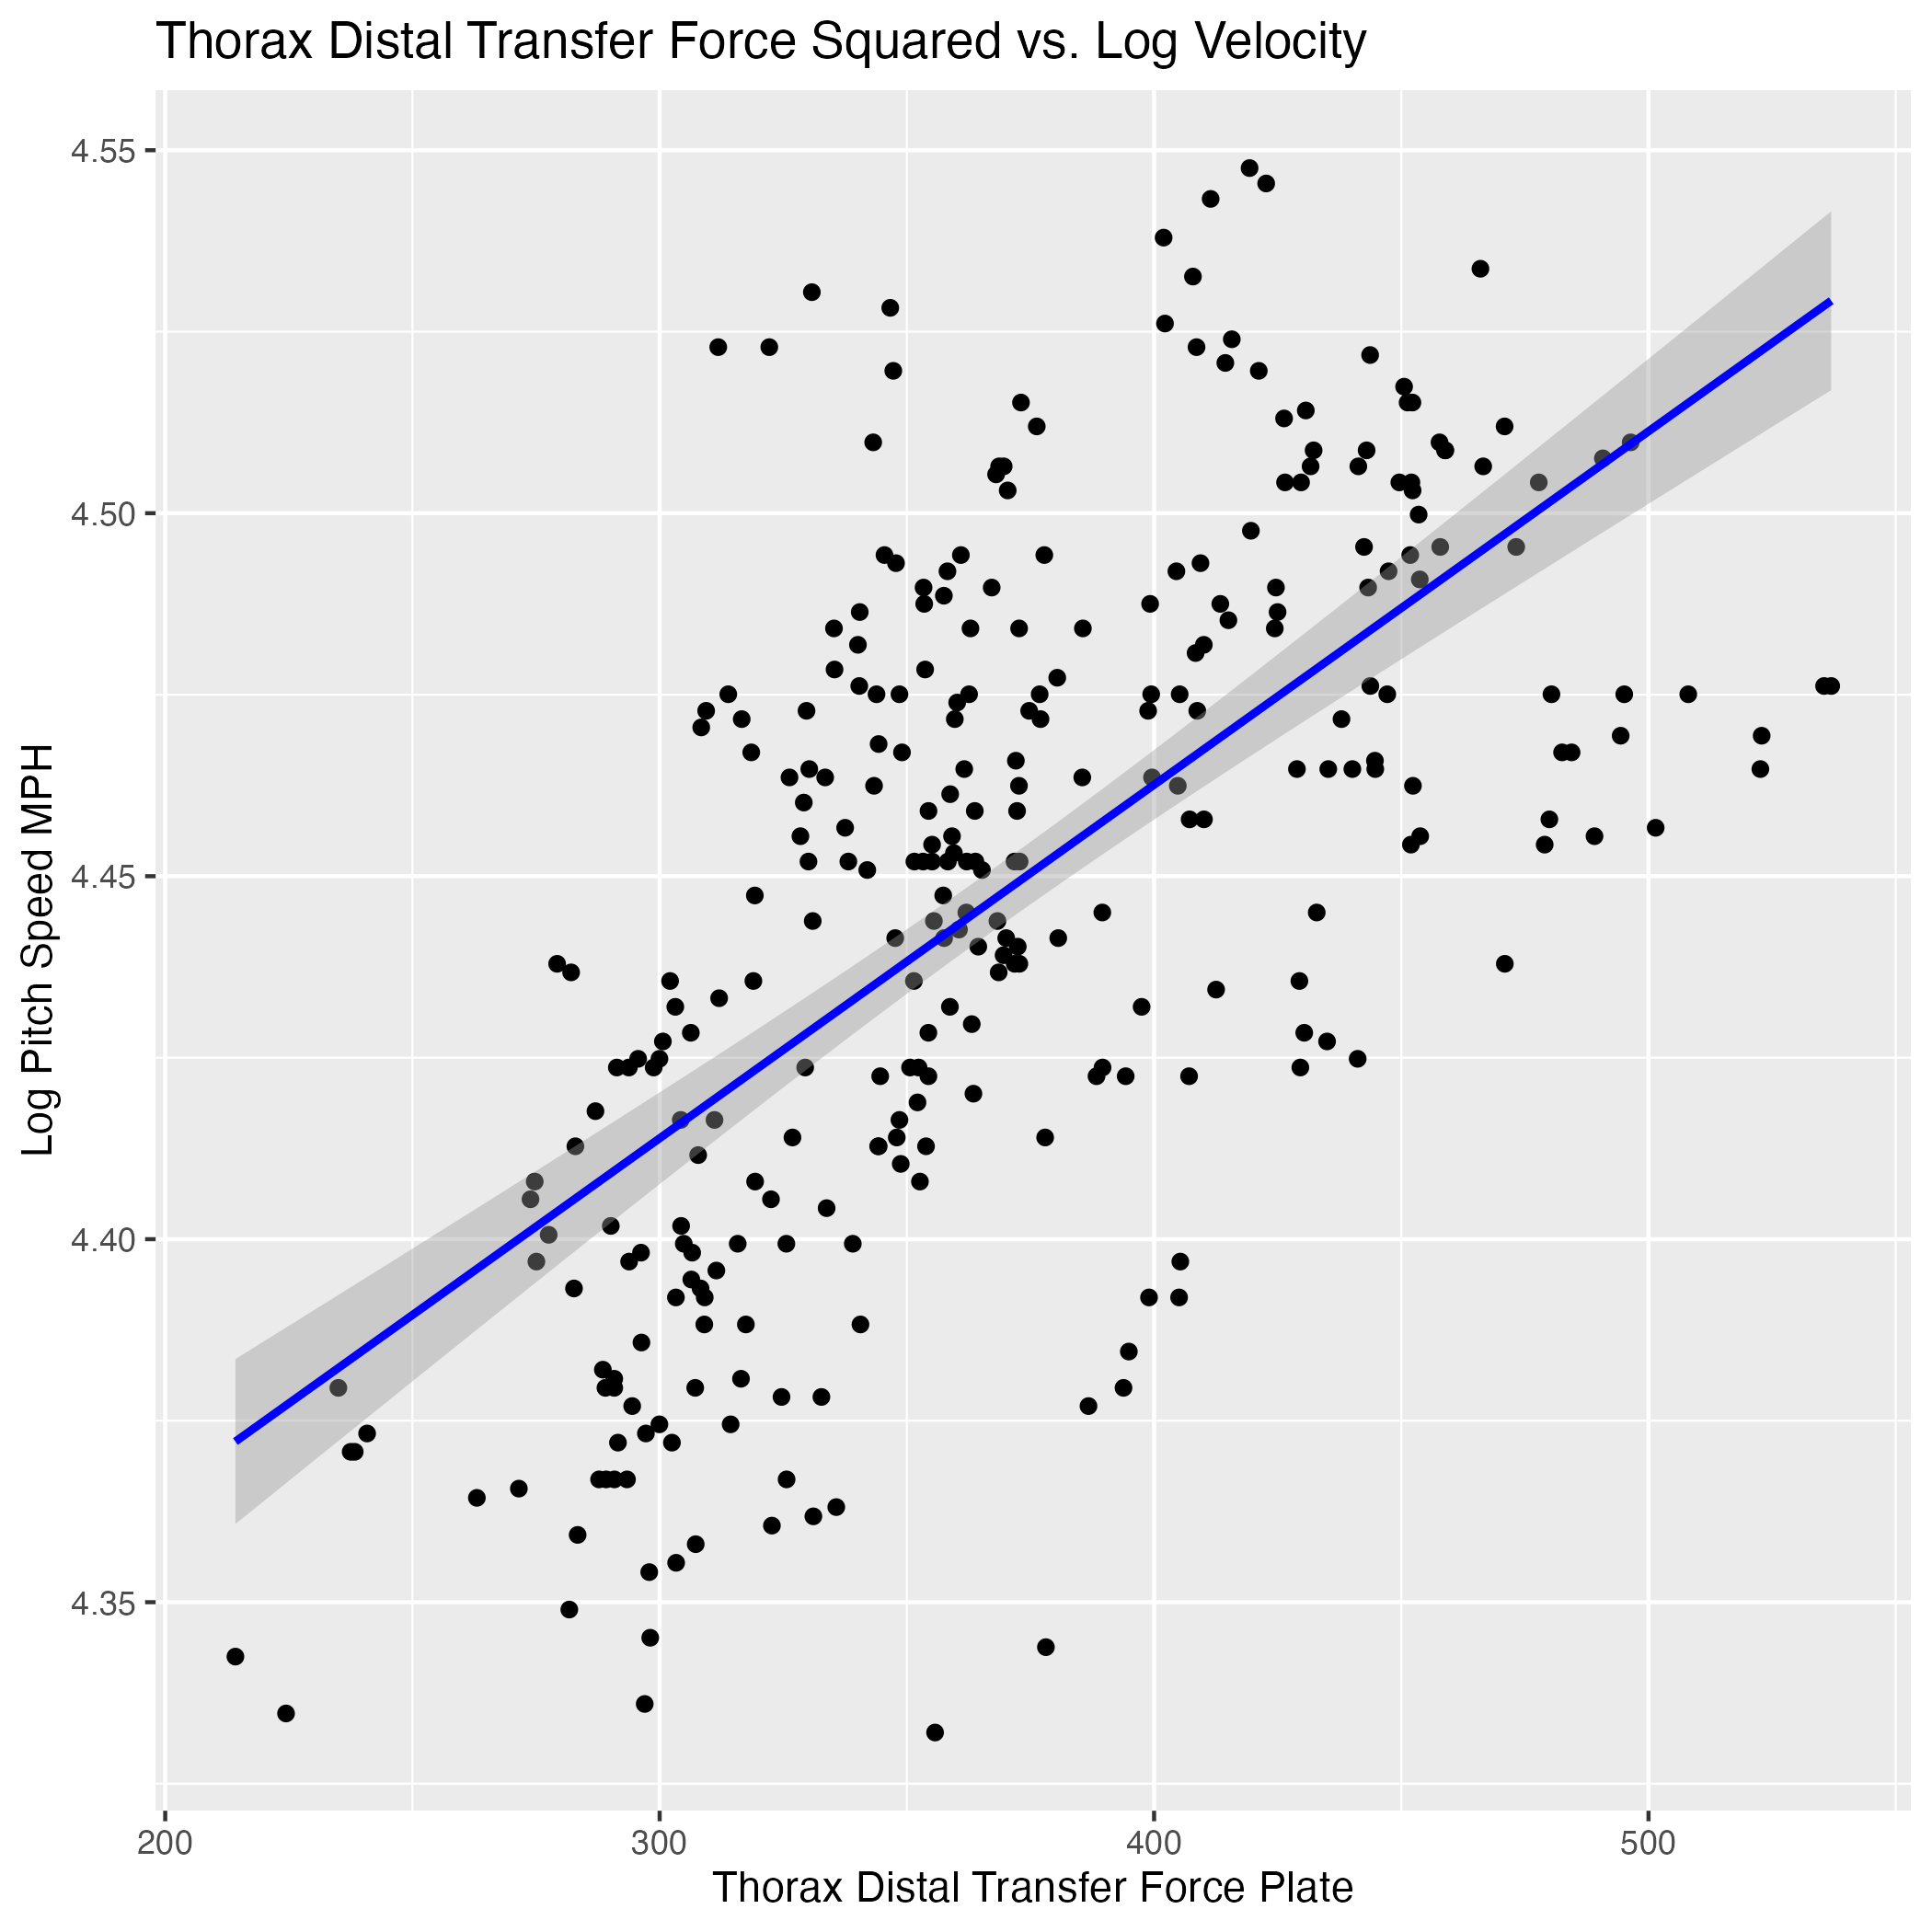 Thorax Distal Transfer Force Squared vs. Log Velocity
4.55
4.50
4.45
4.40
4.35
Log Pitch Speed MPH
200 300 400 500
Thorax Distal Transfer Force Plate